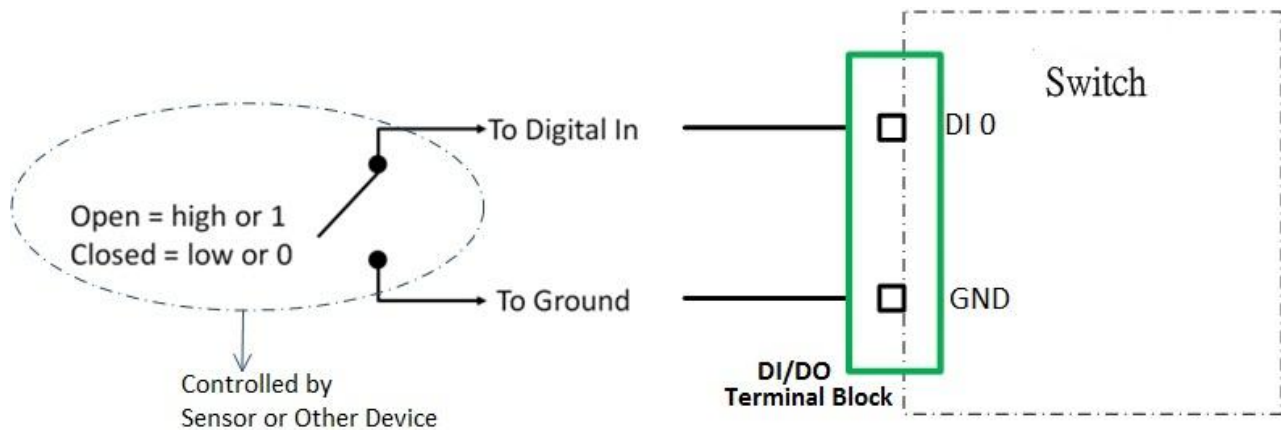 Switch
To Digital In
DI 0
Open = high or 1
Closed = low or 0
To Ground
GND
DI/DO
Terminal Block
Controlled by
Sensor or Other Device